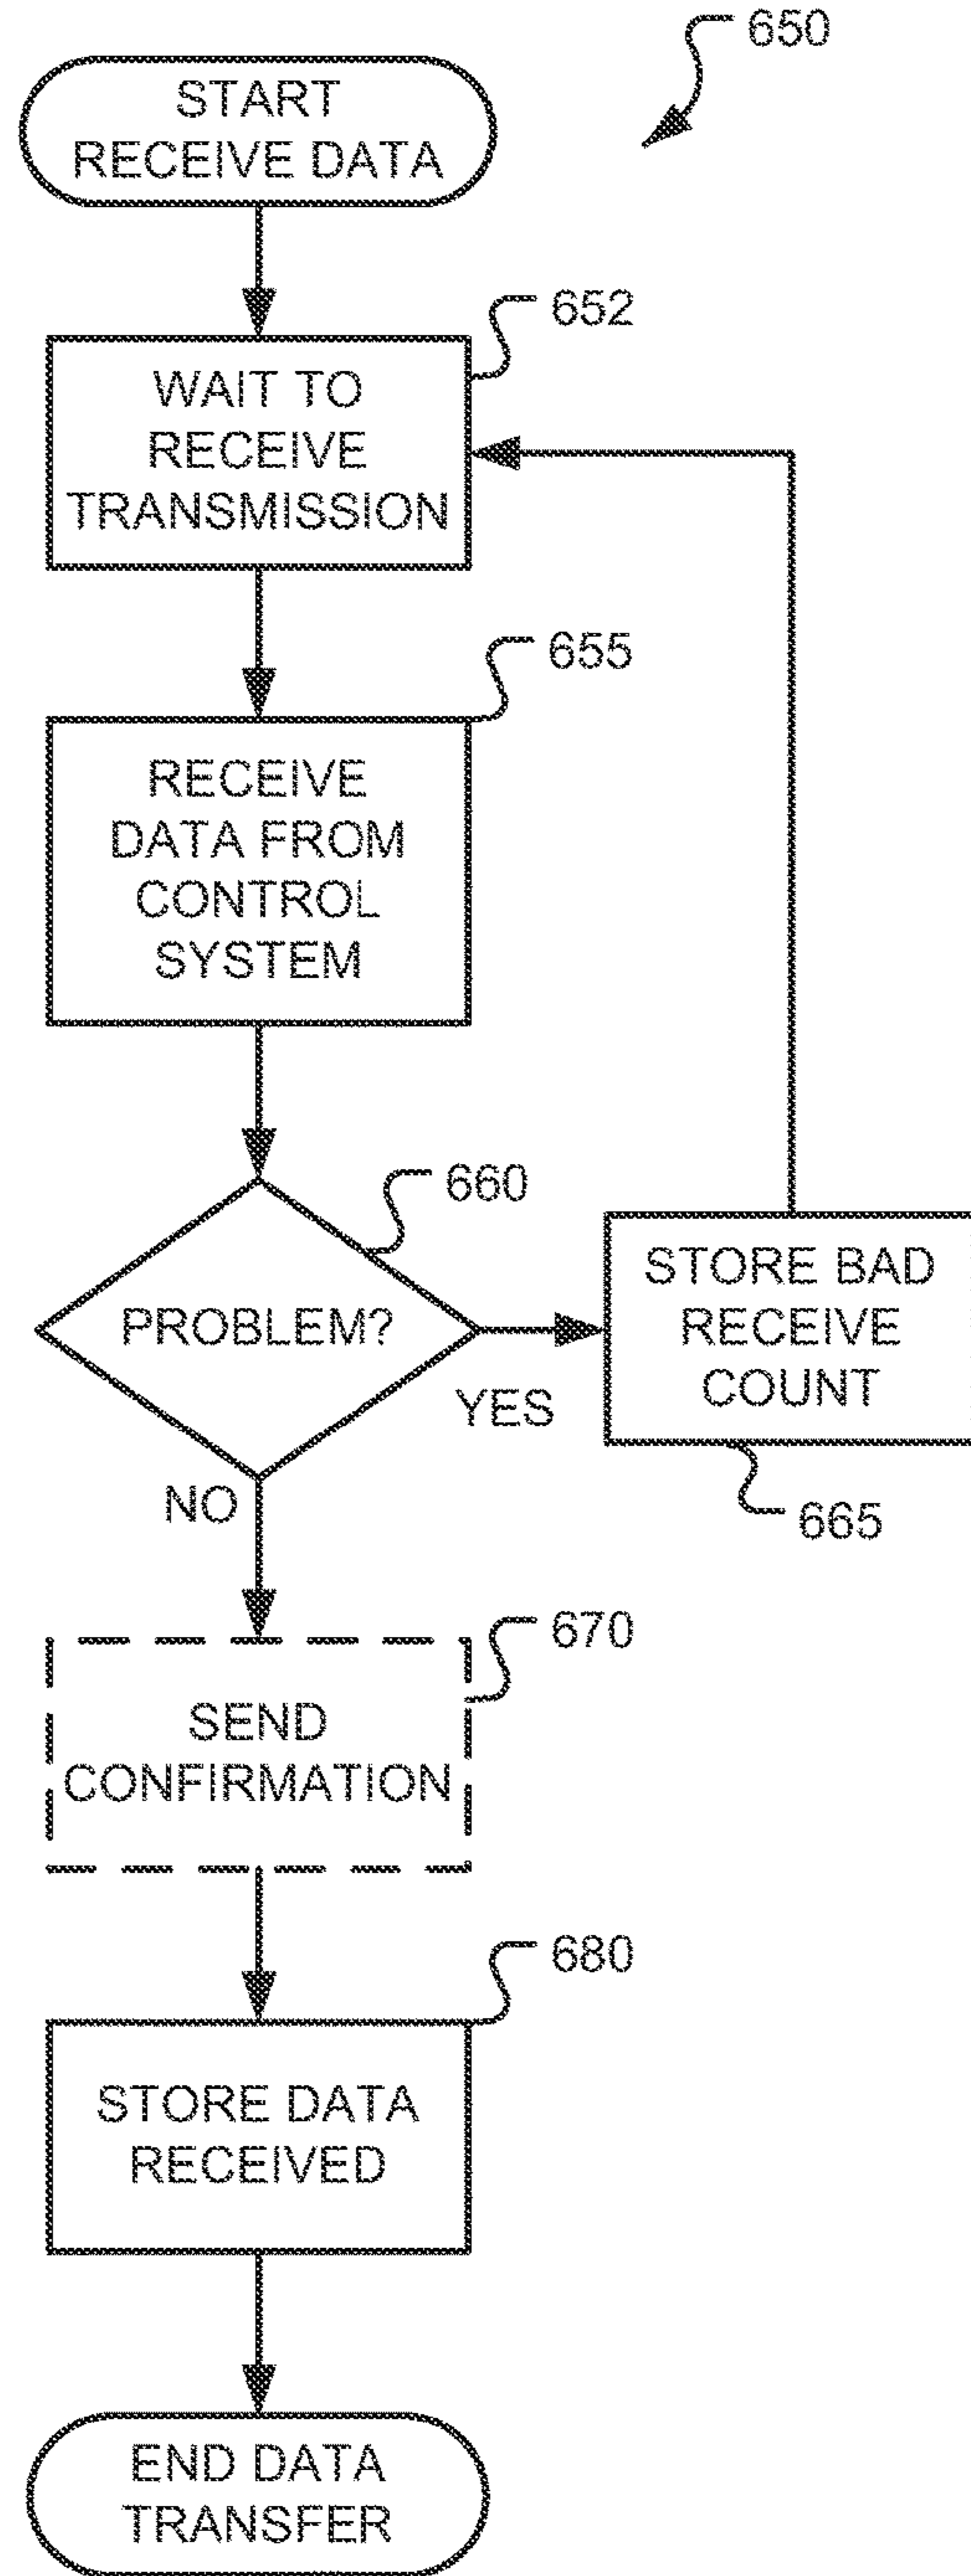 650
START
RECEIVE DATA
652
WAIT TO
RECEIVE
TRANSMISSION
655
RECEIVE
DATA FROM
CONTROL
SYSTEM
660
PROBLEM?
YES
STORE BAD
RECEIVE
COUNT
665
NO
670
SEND
CONFIRMATION
680
STORE DATA
RECEIVED
END DATA
TRANSFER